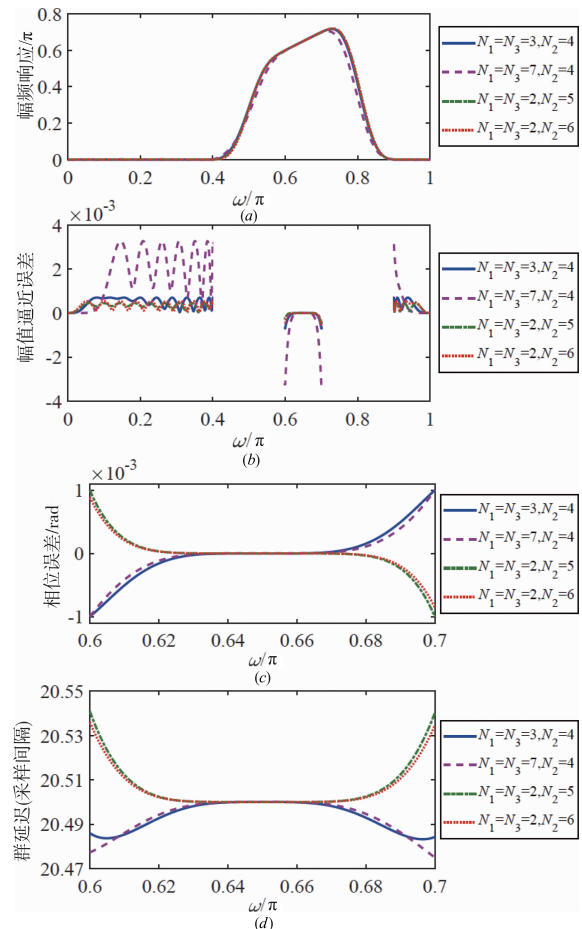 幅频响应/π
0.8
0.6
0.4
0.2
0
0 0.2 0.4 0.6 0.8 1
ω/π
(a)
N1=N3=3,N2=4
N1=N3=7,N2=4
N1=N3=2,N2=5
N1=N3=2,N2=6
×10-3
幅值逼近误差
4
2
0
-2
-4
0 0.2 0.4 0.6 0.8 1
ω/π
(b)
N1=N3=3,N2=4
N1=N3=7,N2=4
N1=N3=2,N2=5
N1=N3=2,N2=6
×10-3
相位误差/rad
1
0
-1
0.6 0.62 0.64 0.66 0.68 0.7
ω/π
(c)
N1=N3=3,N2=4
N1=N3=7,N2=4
N1=N3=2,N2=5
N1=N3=2,N2=6
群延迟(采样间隔)
20.55
20.53
20.51
20.49
20.47
0.6 0.62 0.64 0.66 0.68 0.7
ω/π
(d)
N1=N3=3,N2=4
N1=N3=7,N2=4
N1=N3=2,N2=5
N1=N3=2,N2=6